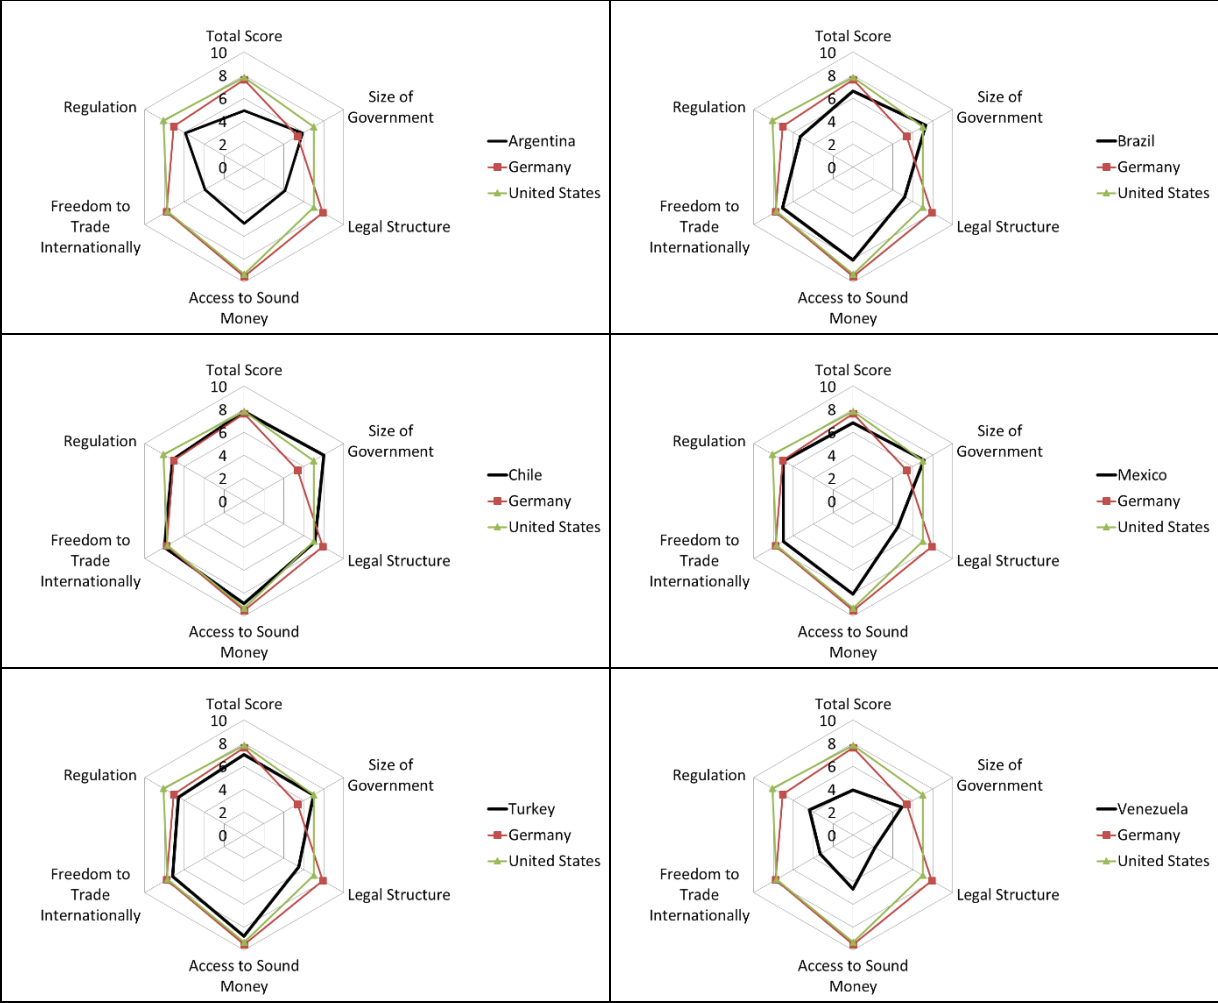 Total Score
10
8
6
4
2
0
Size of
Government
Legal Structure
Access to Sound
Money
Freedom to
Trade
Internationally
Regulation
Argentina
Germany
United States
Total Score
10
8
6
4
2
0
Size of
Government
Legal Structure
Access to Sound
Money
Freedom to
Trade
Internationally
Regulation
Brazil
Germany
United States
Total Score
10
8
6
4
2
0
Size of
Government
Legal Structure
Access to Sound
Money
Freedom to
Trade
Internationally
Regulation
Chile
Germany
United States
Total Score
10
8
6
4
2
0
Size of
Government
Legal Structure
Access to Sound
Money
Freedom to
Trade
Internationally
Regulation
Mexico
Germany
United States
Total Score
10
8
6
4
2
0
Size of
Government
Legal Structure
Access to Sound
Money
Freedom to
Trade
Internationally
Regulation
Turkey
Germany
United States
Total Score
10
8
6
4
2
0
Size of
Government
Legal Structure
Access to Sound
Money
Freedom to
Trade
Internationally
Regulation
Venezuela
Germany
United States